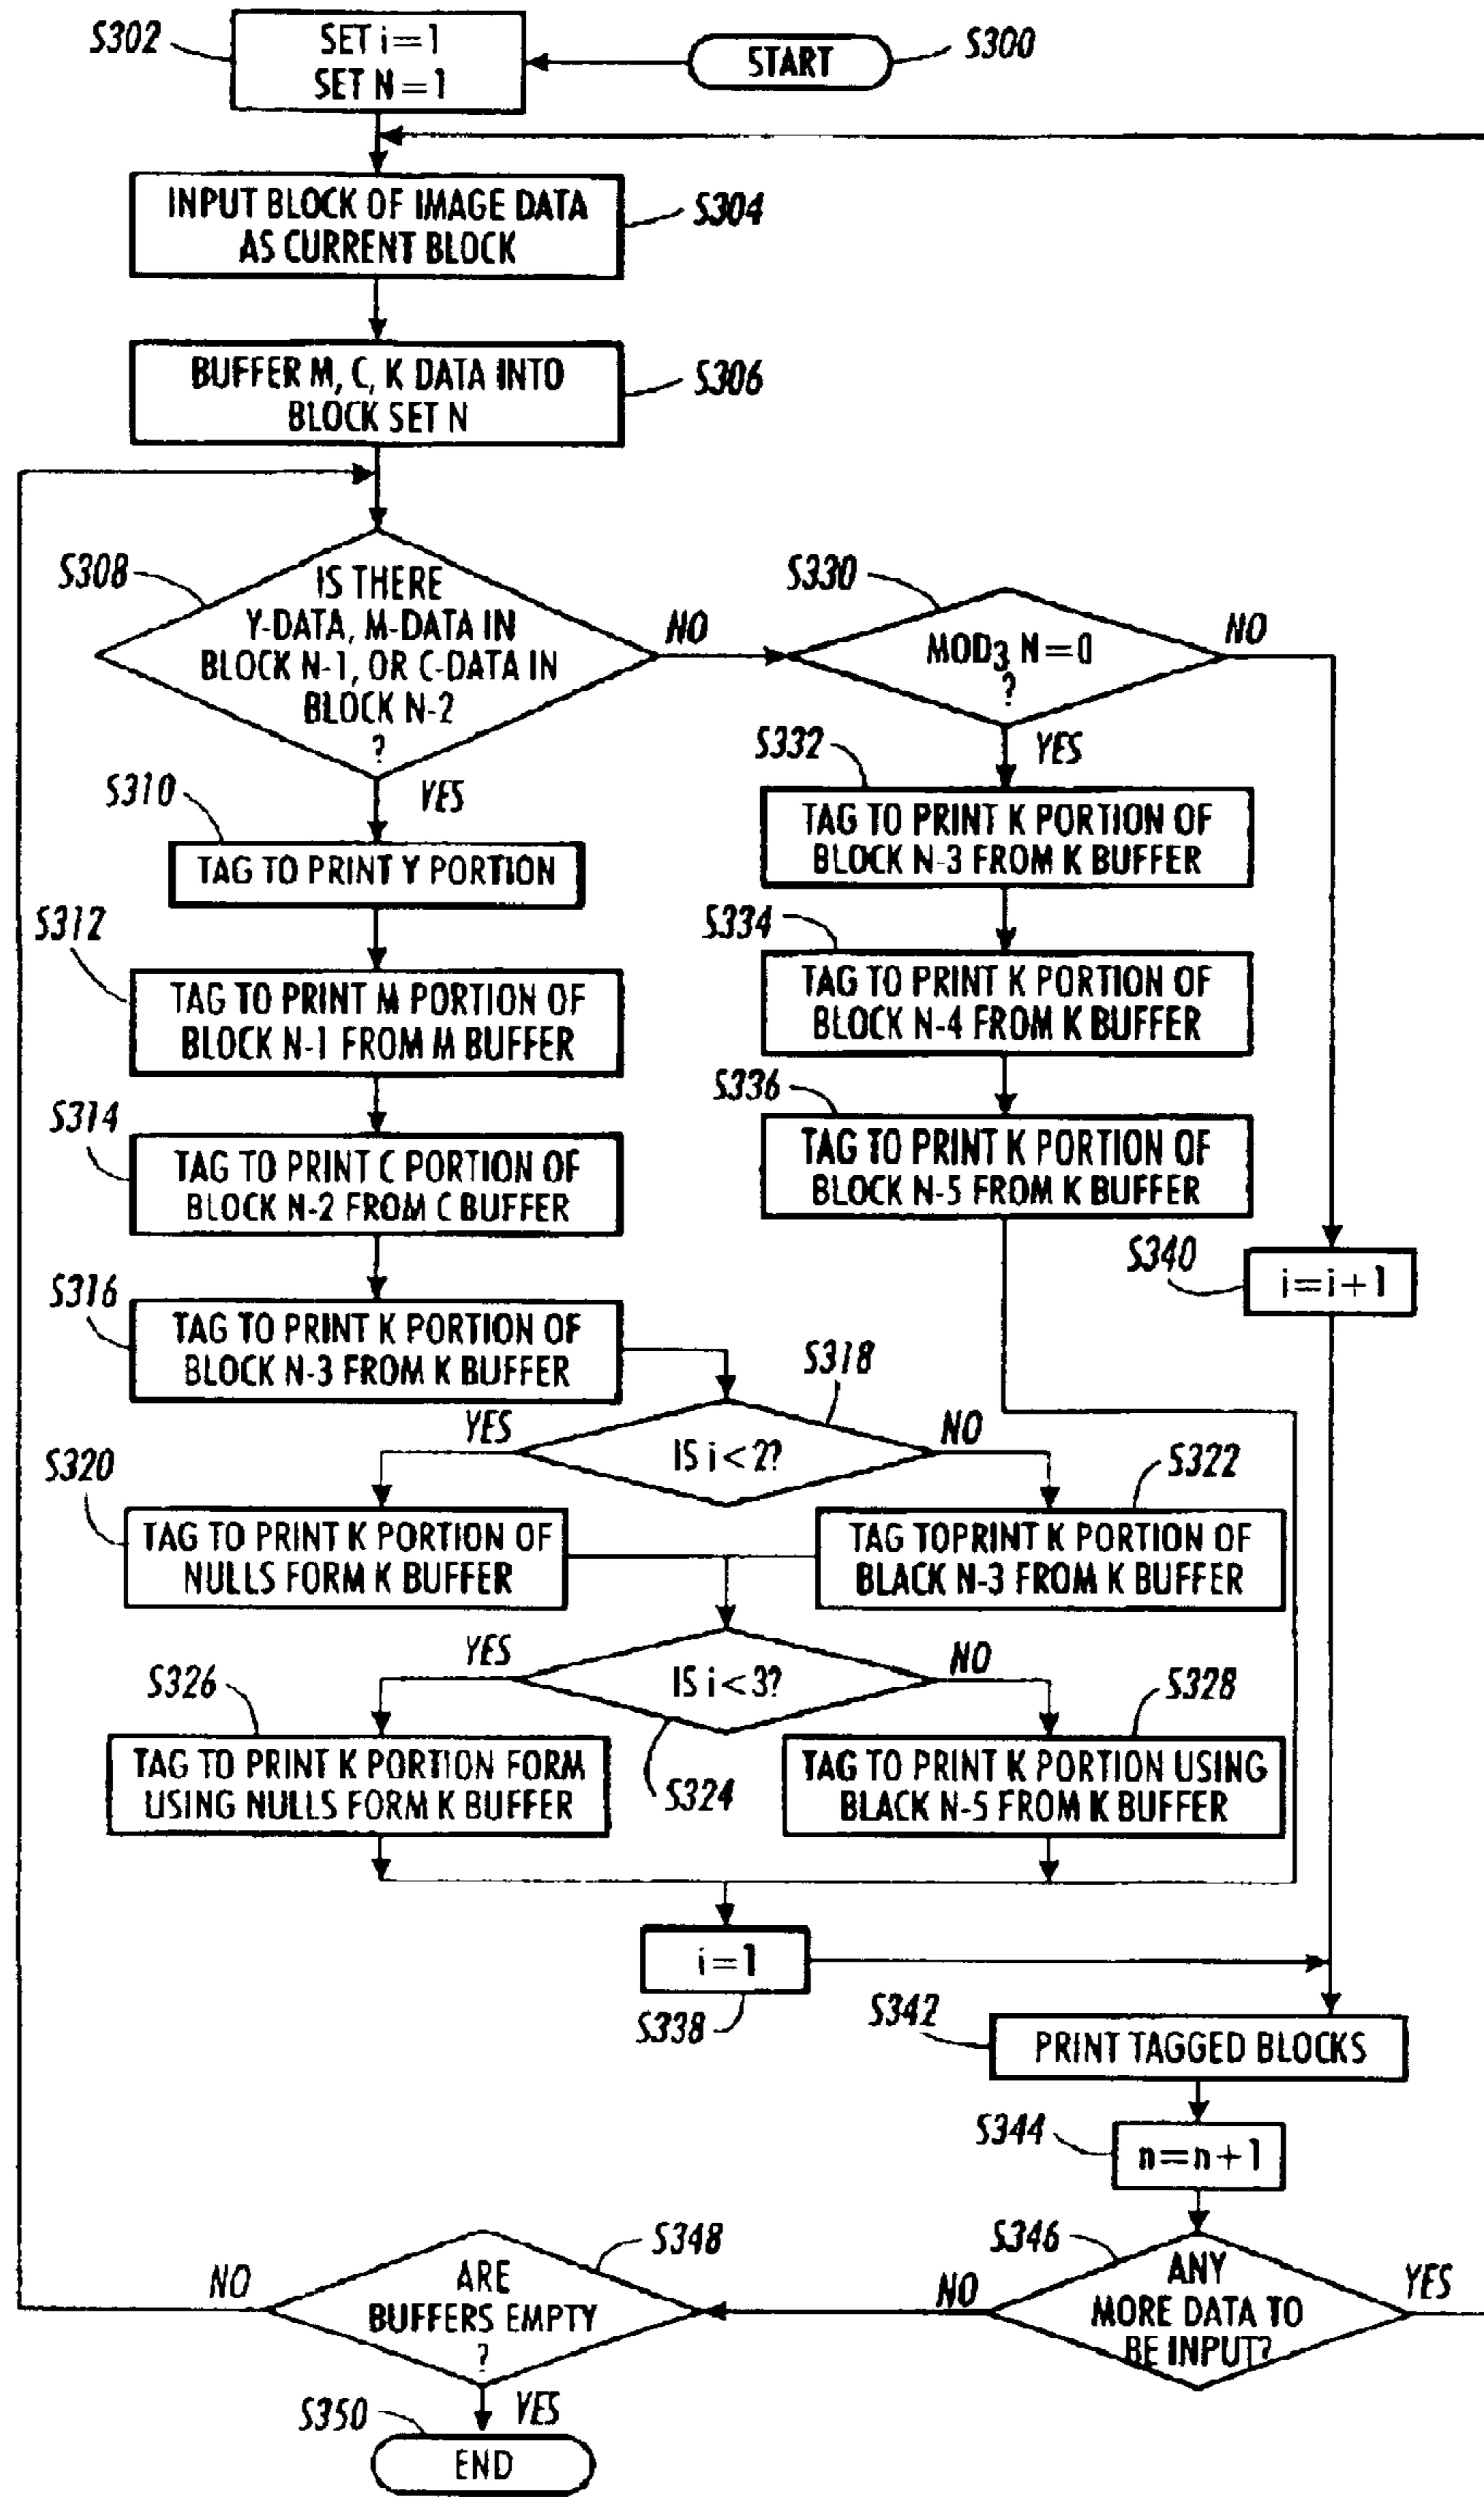 S302
SET i=1
SET N=1
START
S300
INPUT BLOCK OF IMAGE DATA
AS CURRENT BLOCK
S304
BUFFER M, C, K DATA INTO
BLOCK SET N
S306
S308
IS THERE
Y-DATA, M-DATA IN
BLOCK N-1, OR C-DATA IN
BLOCK N-2
?
NO
YES
S330
MOD3 N=0
?
NO
YES
S310
TAG TO PRINT Y PORTION
S332
TAG TO PRINT K PORTION OF
BLOCK N-3 FROM K BUFFER
S312
TAG TO PRINT M PORTION OF
BLOCK N-1 FROM M BUFFER
S334
TAG TO PRINT K PORTION OF
BLOCK N-4 FROM K BUFFER
S314
TAG TO PRINT C PORTION OF
BLOCK N-2 FROM C BUFFER
S336
TAG TO PRINT K PORTION OF
BLOCK N-5 FROM K BUFFER
S340
i=i+1
S316
TAG TO PRINT K PORTION OF
BLOCK N-3 FROM K BUFFER
S318
YES
IS i<2?
NO
S320
TAG TO PRINT K PORTION OF
NULLS FORM K BUFFER
S322
TAG TOPRINT K PORTION OF
BLACK N-3 FROM K BUFFER
YES
IS i<3?
NO
S324
S326
TAG TO PRINT K PORTION FORM
USING NULLS FORM K BUFFER
S328
TAG TO PRINT K PORTION USING
BLACK N-5 FROM K BUFFER
i=1
S338
S342
PRINT TAGGED BLOCKS
S344
n=n+1
S346
ANY
MORE DATA TO
BE INPUT?
YES
NO
S348
ARE
BUFFERS EMPTY
?
NO
YES
S350
END